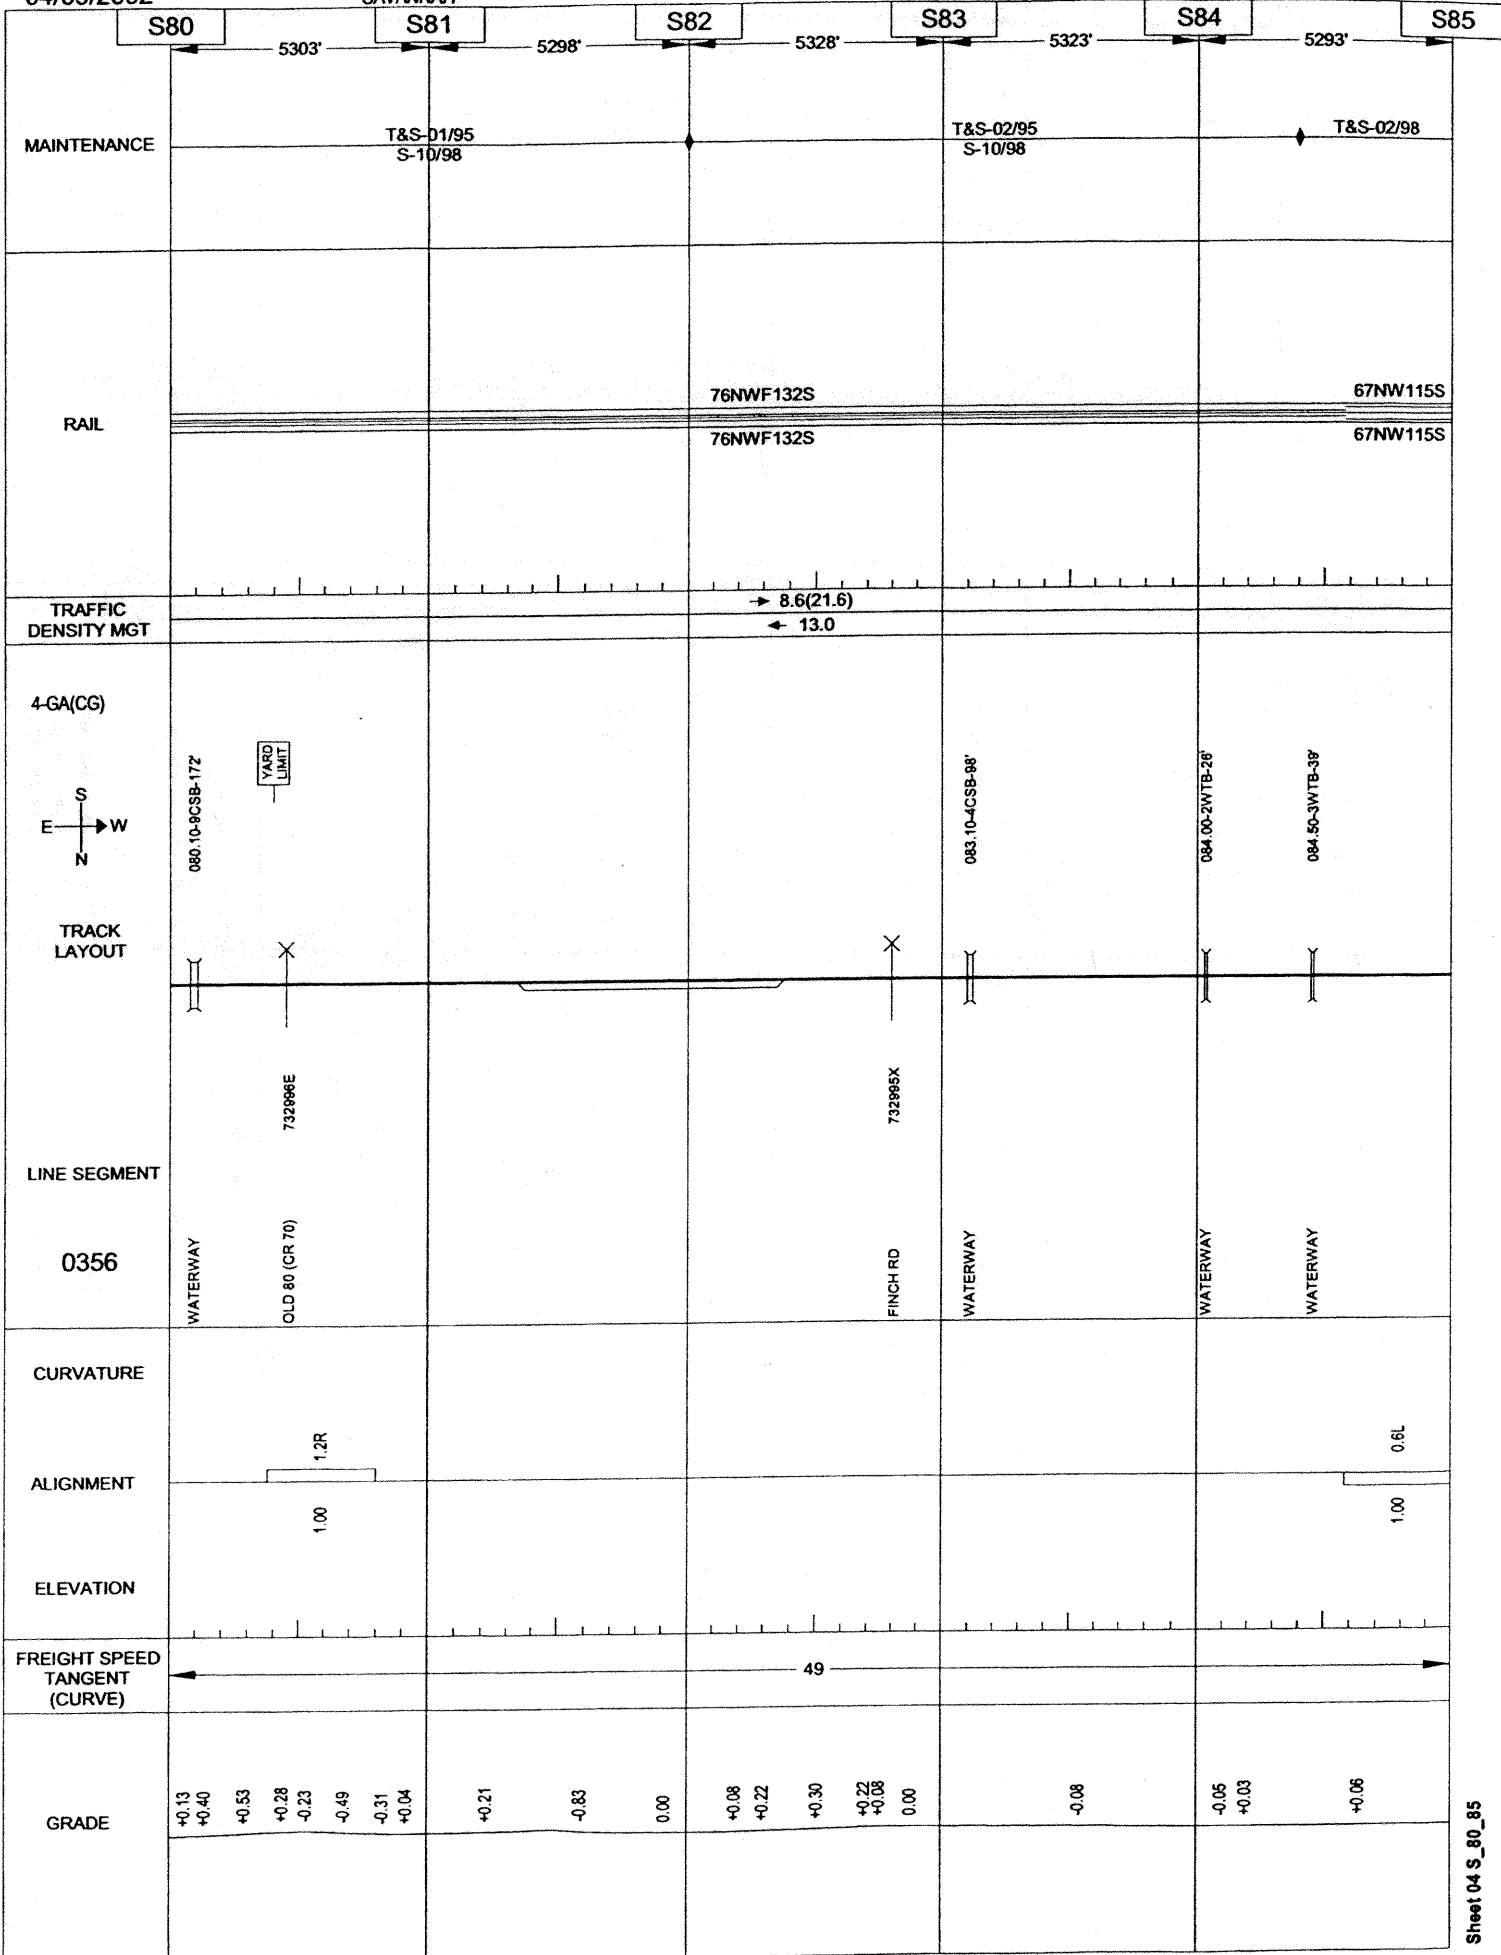 S80 S81 S82 S83 S84 S85
5303' 5298' 5328' 5323' 5293'
MAINTENANCE
T&S-01/95 T&S-02/95 T&S-02/98
S-10/98 S-10/98
RAIL
76NWF132S 67NW115S
76NWF132S 67NW115S
TRAFFIC
DENSITY MGT
→ 8.6(21.6)
← 13.0
4-GA(CG)
S
E W
N
080.10-9CSB-172'
YARD
LIMIT
083.10-4CSB-98'
084.00-2WTB-26'
084.50-3WTB-39'
TRACK
LAYOUT
732996E
732995X
LINE SEGMENT
0356
WATERWAY
OLD 80 (CR 70)
FINCH RD
WATERWAY
WATERWAY
WATERWAY
CURVATURE
1.2R
0.6L
ALIGNMENT
1.00
1.00
ELEVATION
FREIGHT SPEED
TANGENT
(CURVE)
49
GRADE
+0.13
+0.40
+0.53
+0.28
-0.23
-0.49
-0.31
+0.04
+0.21
-0.83
0.00
+0.08
+0.22
+0.30
+0.22
+0.08
0.00
-0.08
-0.05
+0.03
+0.06
Sheet 04 S_80_85